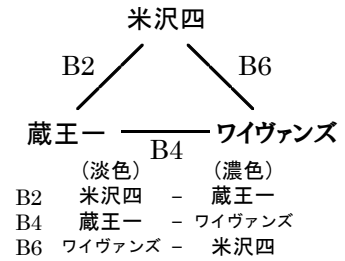 米沢四
B2 B6
蔵王一 ワイヴァンズ
B4
(淡色) (濃色)
B2 米沢四 － 蔵王一
B4 蔵王一 － ワイヴァンズ
B6 ワイヴァンズ － 米沢四